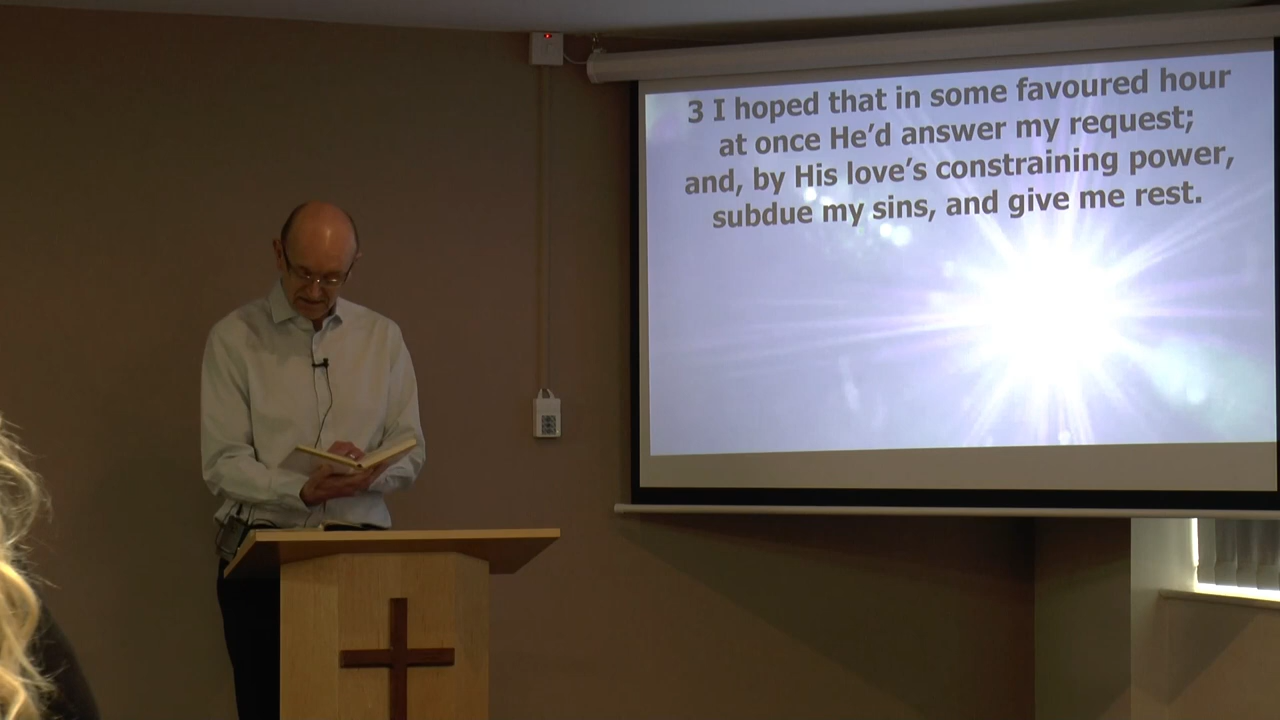 3 I hoped that in some favoured hour
at once He’d answer my request;
and, by His love’s constraining power,
subdue my sins, and give me rest.